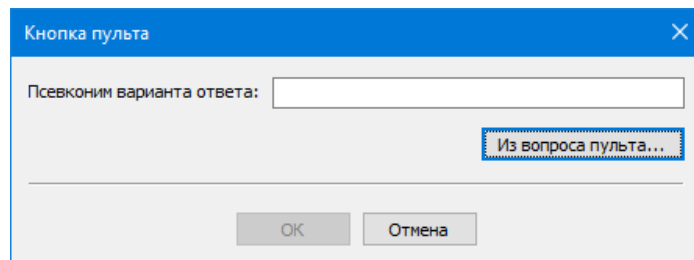 Кнопка пульта
Псевконим варианта ответа:
Из вопроса пульта...
OK
Отмена